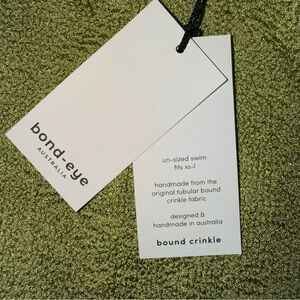 bond-eye
AUSTRALIA
un-sized swim
fits xs-l
handmade from the
original tubular bound
crinkle fabric
designed &
handmade in australia
bound crinkle